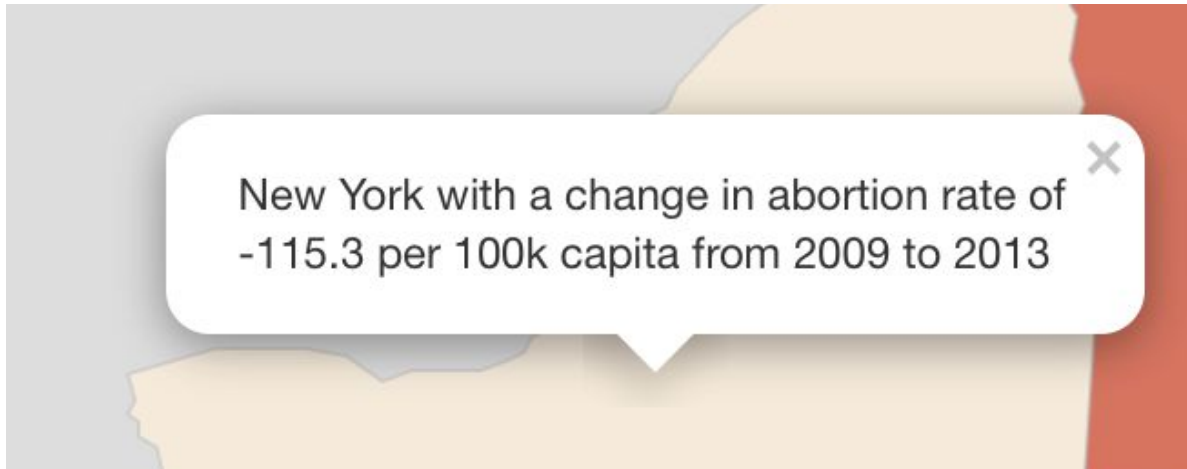 New York with a change in abortion rate of
-115.3 per 100k capita from 2009 to 2013